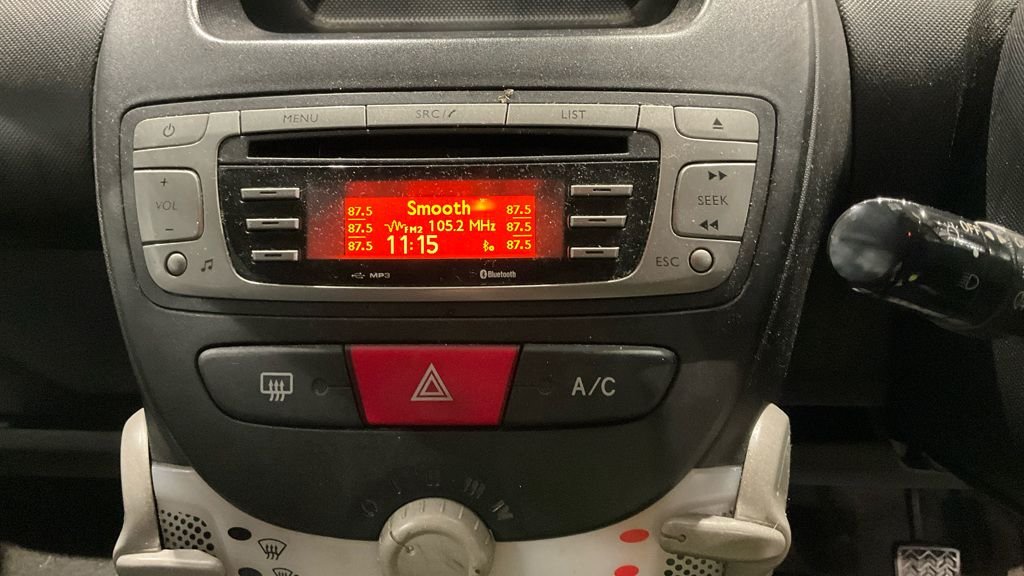 MENU SRC/ LIST
+
VOL
−
SEEK
ESC
87.5 Smooth 87.5
87.5 FM2 105.2 MHz 87.5
87.5 11:15 87.5
MP3 Bluetooth
A/C